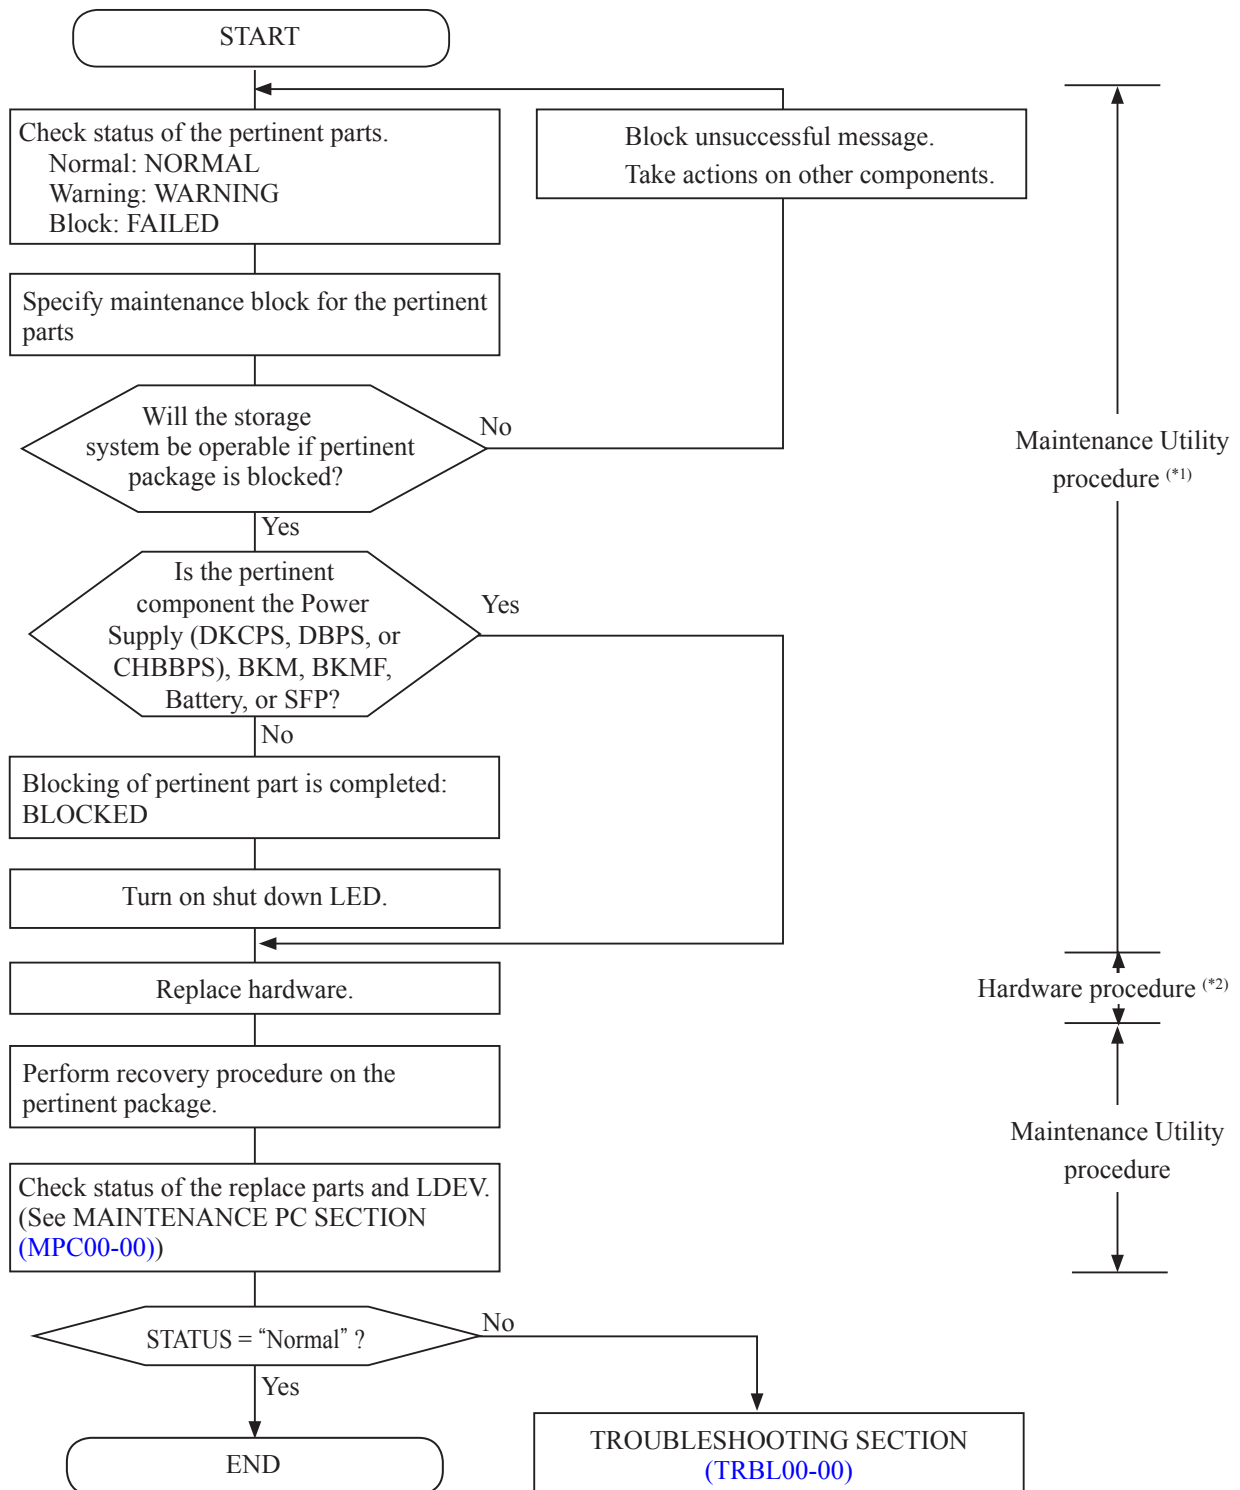 START
Check status of the pertinent parts.
Normal: NORMAL
Warning: WARNING
Block: FAILED
Block unsuccessful message.
Take actions on other components.
Specify maintenance block for the pertinent
parts
Will the storage
system be operable if pertinent
package is blocked?
No
Yes
Maintenance Utility
procedure (*1)
Is the pertinent
component the Power
Supply (DKCPS, DBPS, or
CHBBPS), BKM, BKMF,
Battery, or SFP?
Yes
No
Blocking of pertinent part is completed:
BLOCKED
Turn on shut down LED.
Replace hardware.
Hardware procedure (*2)
Perform recovery procedure on the
pertinent package.
Maintenance Utility
procedure
Check status of the replace parts and LDEV.
(See MAINTENANCE PC SECTION
(MPC00-00))
STATUS = “Normal” ?
No
Yes
END
TROUBLESHOOTING SECTION
(TRBL00-00)